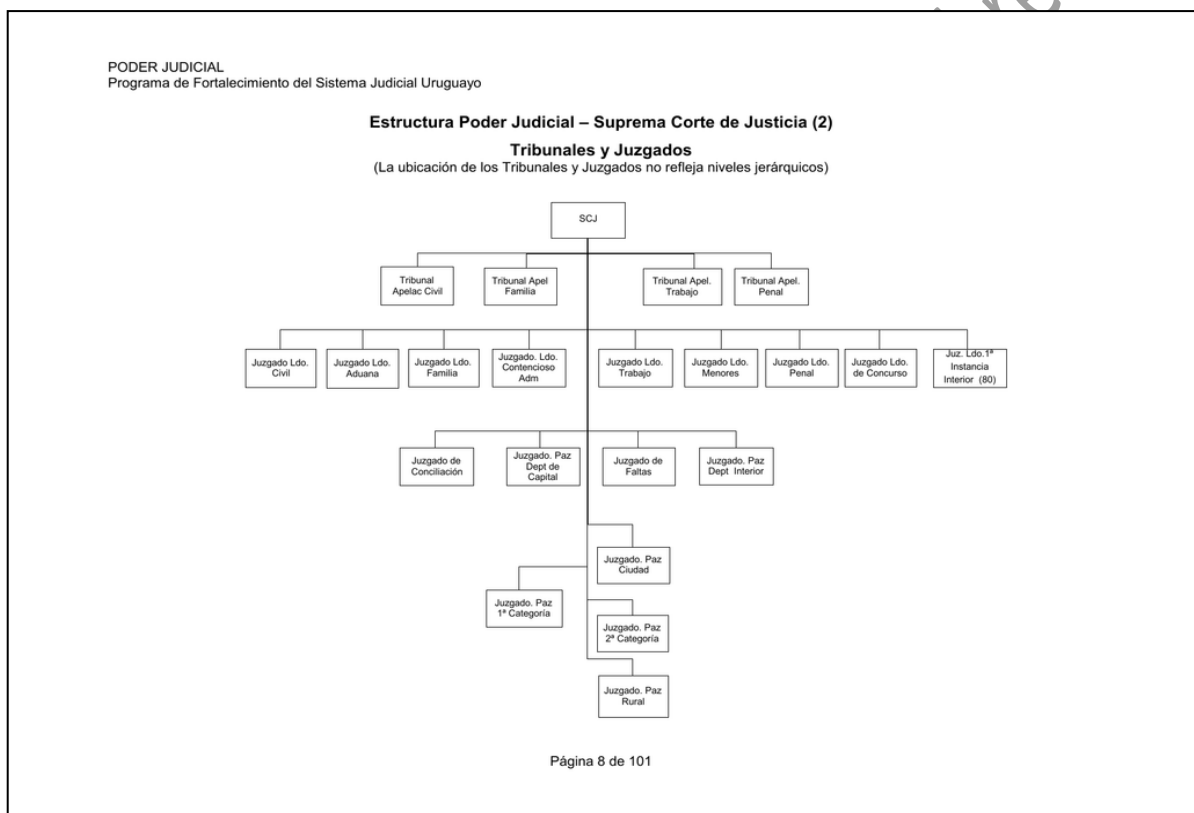 PODER JUDICIAL
Programa de Fortalecimiento del Sistema Judicial Uruguayo
Estructura Poder Judicial – Suprema Corte de Justicia (2)
Tribunales y Juzgados
(La ubicación de los Tribunales y Juzgados no refleja niveles jerárquicos)
SCJ
Tribunal
Apelac Civil
Tribunal Apel
Familia
Tribunal Apel.
Trabajo
Tribunal Apel.
Penal
Juzgado Ldo.
Civil
Juzgado Ldo.
Aduana
Juzgado Ldo.
Familia
Juzgado. Ldo.
Contencioso
Adm
Juzgado Ldo.
Trabajo
Juzgado Ldo.
Menores
Juzgado Ldo.
Penal
Juzgado Ldo.
de Concurso
Juz. Ldo.1ª
Instancia
Interior (80)
Juzgado de
Conciliación
Juzgado. Paz
Dept de
Capital
Juzgado de
Faltas
Juzgado. Paz
Dept Interior
Juzgado. Paz
Ciudad
Juzgado. Paz
1ª Categoría
Juzgado. Paz
2ª Categoría
Juzgado. Paz
Rural
Página 8 de 101